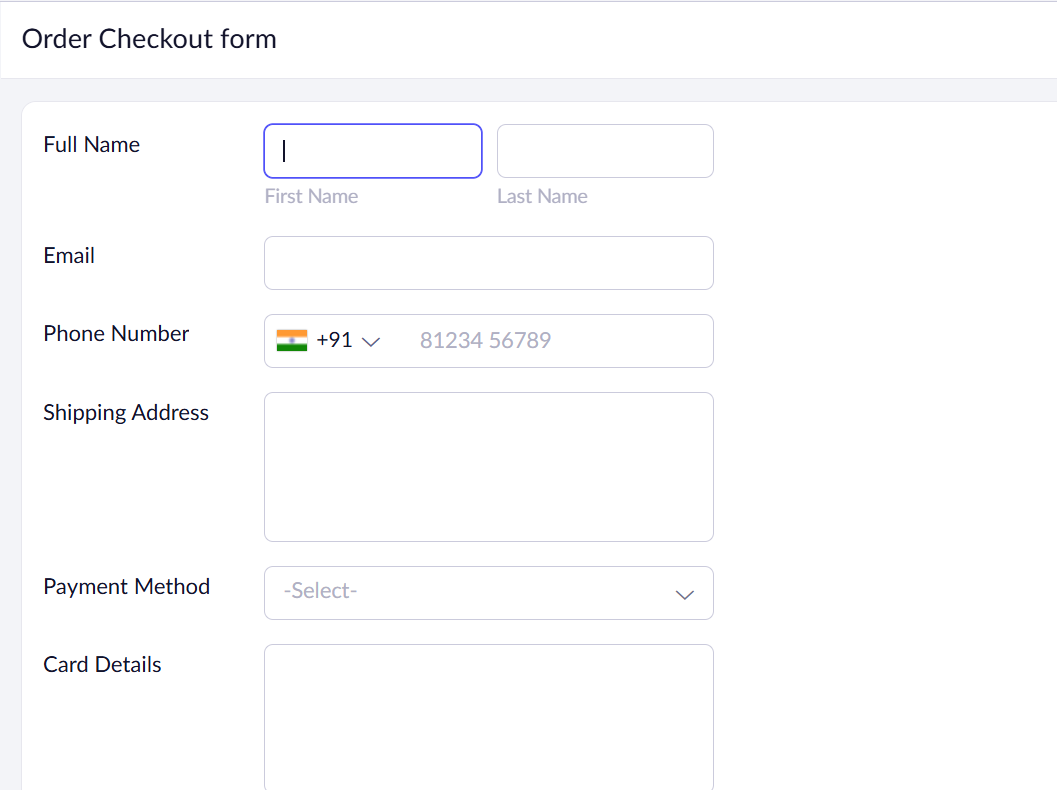 Order Checkout form
Full Name
First Name Last Name
Email
Phone Number +91 81234 56789
Shipping Address
Payment Method -Select-
Card Details